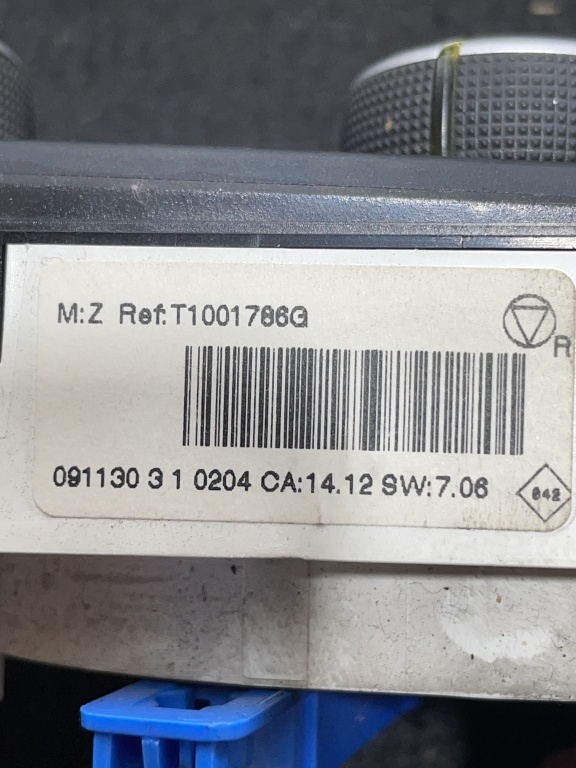 M:Z Ref:T1001786G
R
091130 3 1 0204 CA:14.12 SW:7.06
842